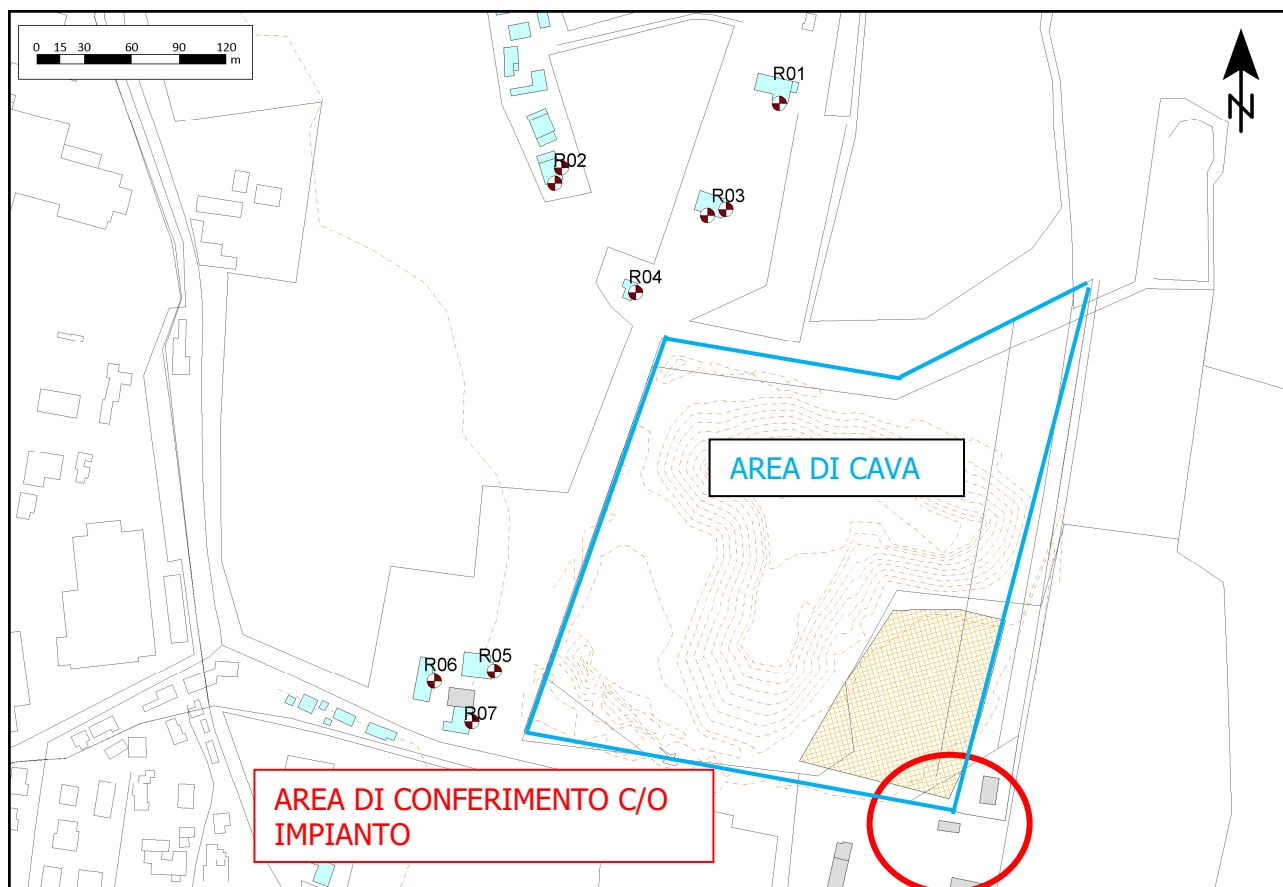 0 15 30 60 90 120
m
N
R01
R02
R03
R04
AREA DI CAVA
R05
R06
R07
AREA DI CONFERIMENTO C/O
IMPIANTO